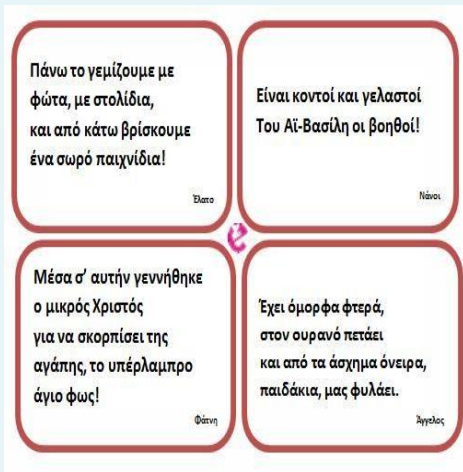 Πάνω το γεμίζουμε με
φώτα, με στολίδια,
και από κάτω βρίσκουμε
ένα σωρό παιχνίδια!
Έλατο
Είναι κοντοί και γελαστοί
Του Αϊ-Βασίλη οι βοηθοί!
Νάνοι
e
Μέσα σ' αυτήν γεννήθηκε
ο μικρός Χριστός
για να σκορπίσει της
αγάπης, το υπέρλαμπρο
άγιο φως!
Φάτνη
Έχει όμορφα φτερά,
στον ουρανό πετάει
και από τα άσχημα όνειρα,
παιδάκια, μας φυλάει.
Άγγελος